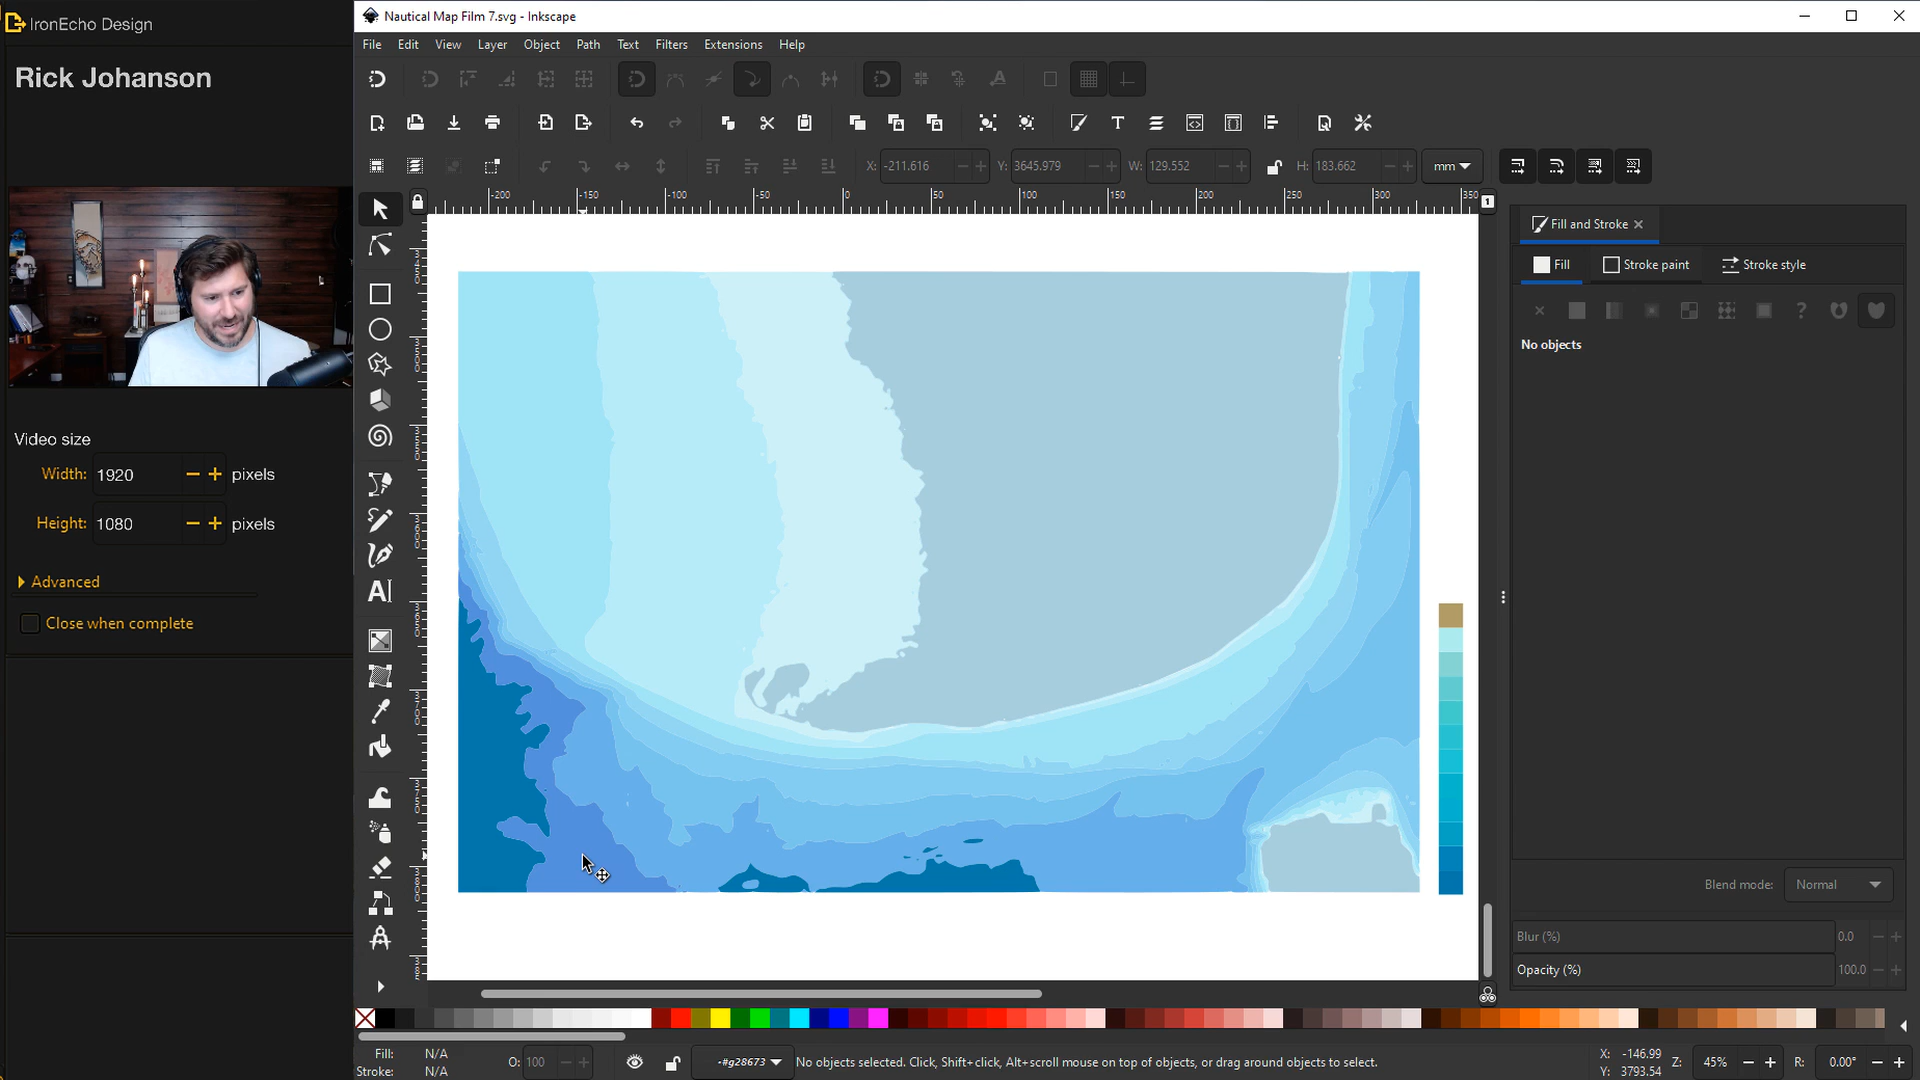 IronEcho Design
Rick Johanson
Video size
Width: 1920 pixels
Height: 1080 pixels
Advanced
Close when complete
Nautical Map Film 7.svg - Inkscape
File Edit View Layer Object Path Text Filters Extensions Help
X: -211.616 Y: 3645.979 W: 129.552 H: 183.662 mm
-200 -150 -100 -50 0 50 100 150 200 250 300 350
1
Fill and Stroke
Fill Stroke paint Stroke style
No objects
Blend mode: Normal
Blur (%) 0.0
Opacity (%) 100.0
Fill: N/A
Stroke: N/A
O: 100
-#g28673
No objects selected. Click, Shift+click, Alt+scroll mouse on top of objects, or drag around objects to select.
X: -146.99
Y: 3793.54
Z: 45%
R: 0.00°